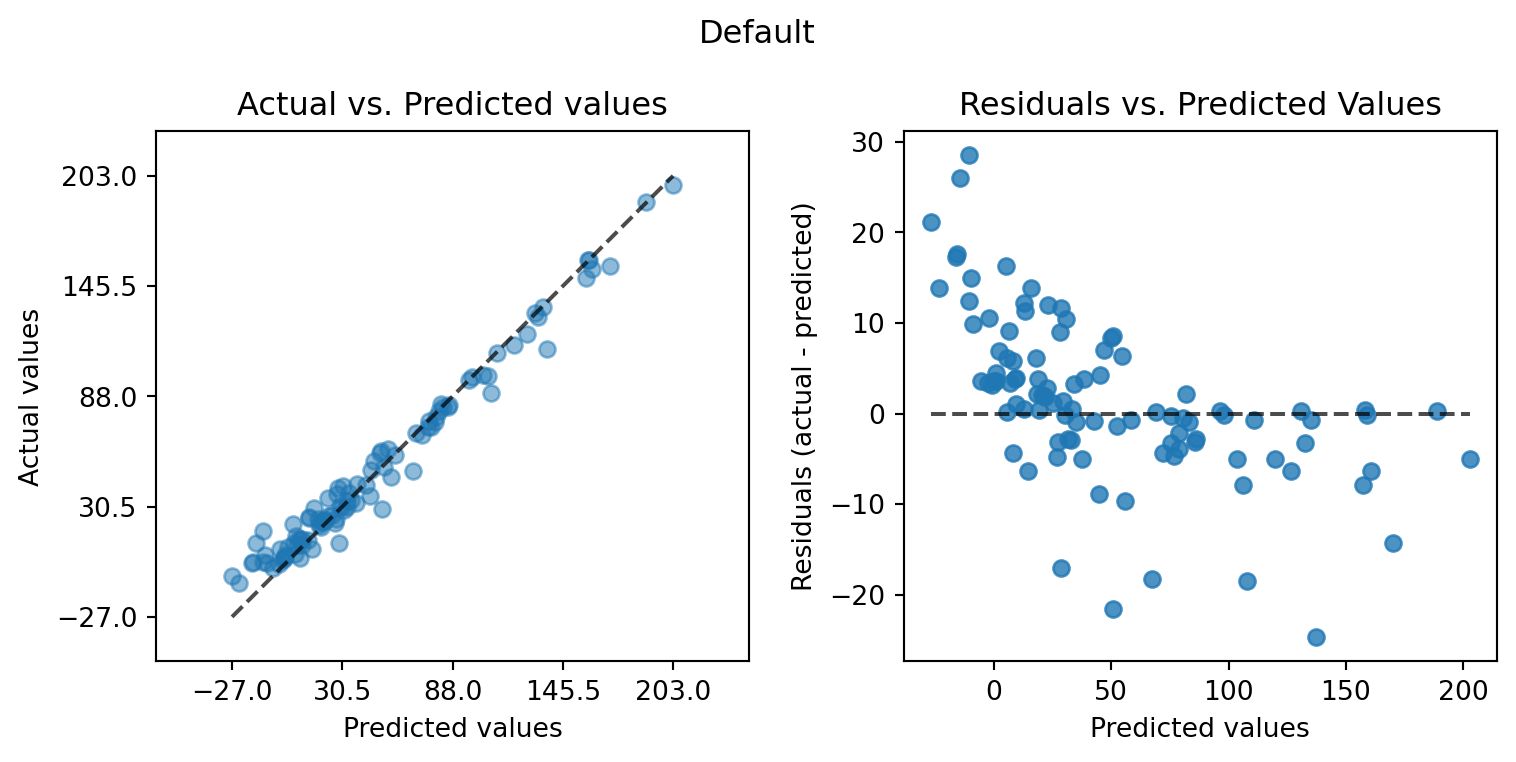 Default
Actual vs. Predicted values
Actual values
203.0
145.5
88.0
30.5
−27.0
−27.0 30.5 88.0 145.5 203.0
Predicted values
Residuals vs. Predicted Values
Residuals (actual - predicted)
30
20
10
0
−10
−20
0 50 100 150 200
Predicted values